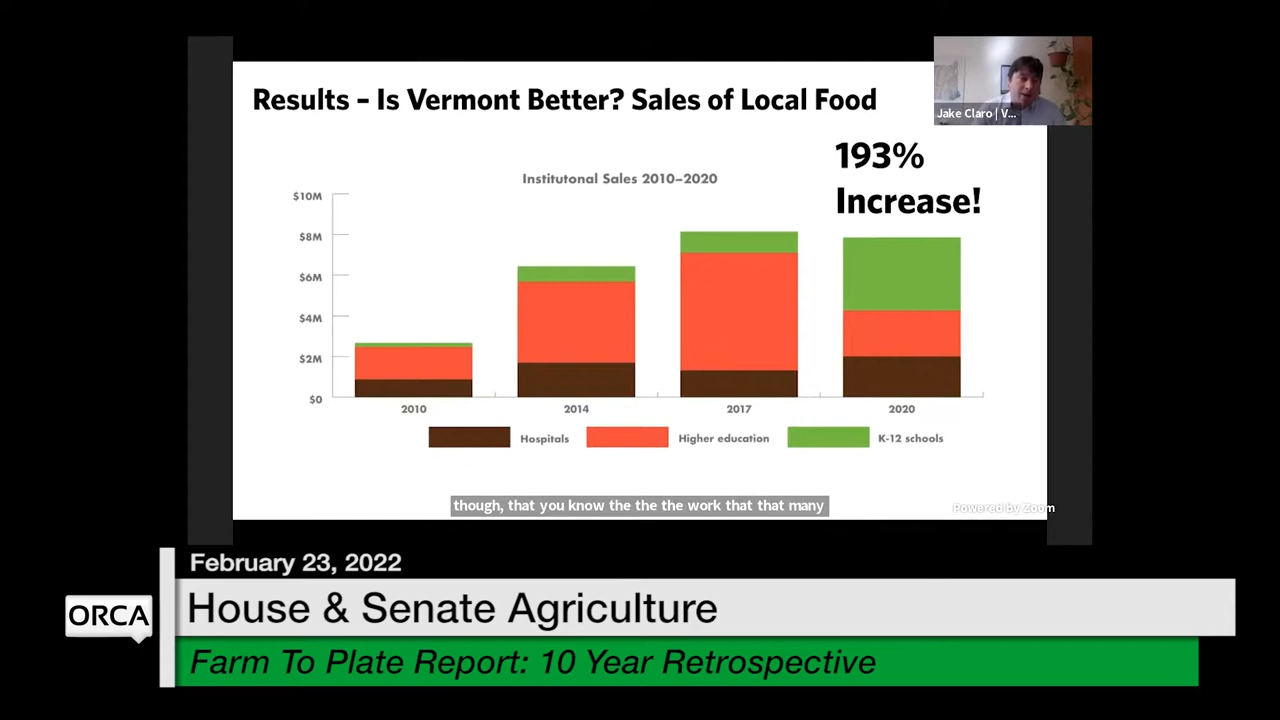 Results – Is Vermont Better? Sales of Local Food
Jake Claro | V...
193%
Increase!
Institutonal Sales 2010–2020
$10M
$8M
$6M
$4M
$2M
$0
2010 2014 2017 2020
Hospitals Higher education K-12 schools
though, that you know the the the work that that many
Powered by Zoom
February 23, 2022
ORCA
House & Senate Agriculture
Farm To Plate Report: 10 Year Retrospective